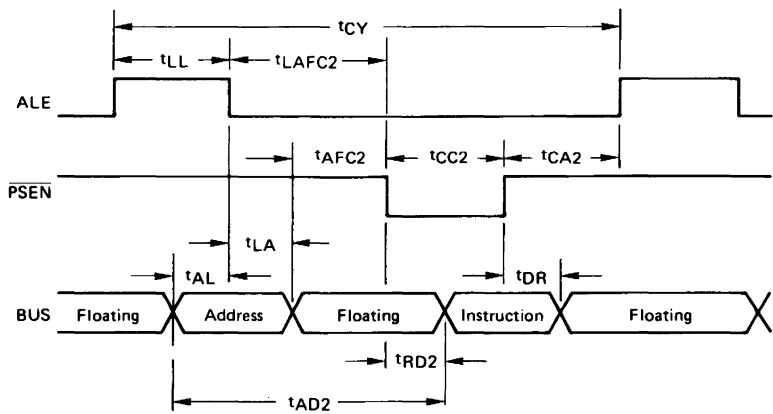 tCY
tLL tLAFC2
ALE
tAFC2 tCC2 tCA2
PSEN
tLA
tAL tDR
BUS Floating Address Floating Instruction Floating
tRD2
tAD2